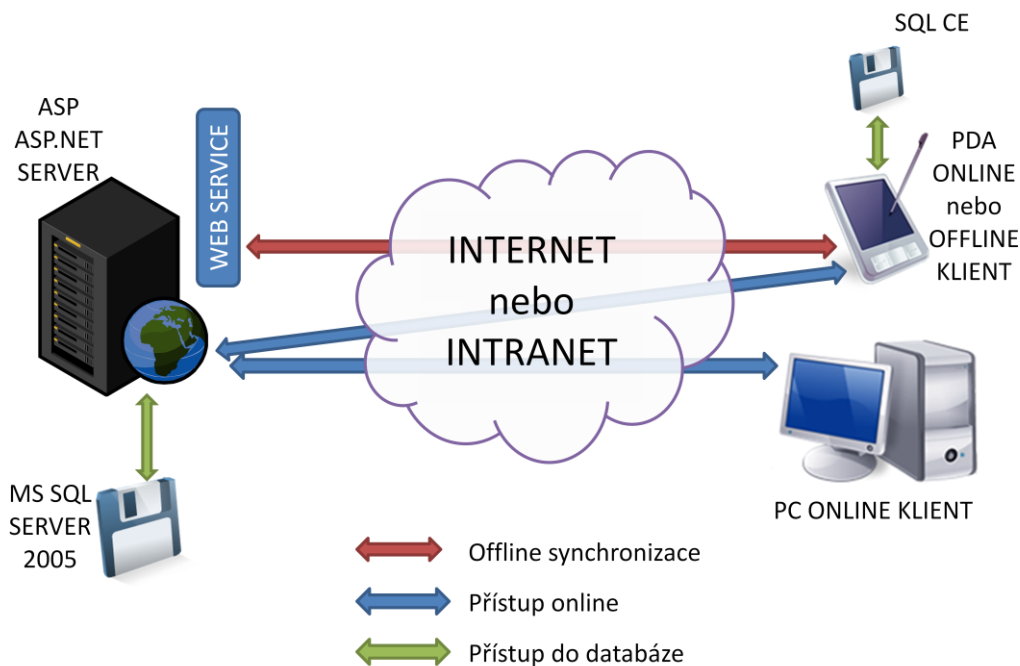 SQL CE
ASP
ASP.NET
SERVER
WEB SERVICE
PDA
ONLINE
nebo
OFFLINE
KLIENT
INTERNET
nebo
INTRANET
MS SQL
SERVER
2005
PC ONLINE KLIENT
Offline synchronizace
Přístup online
Přístup do databáze